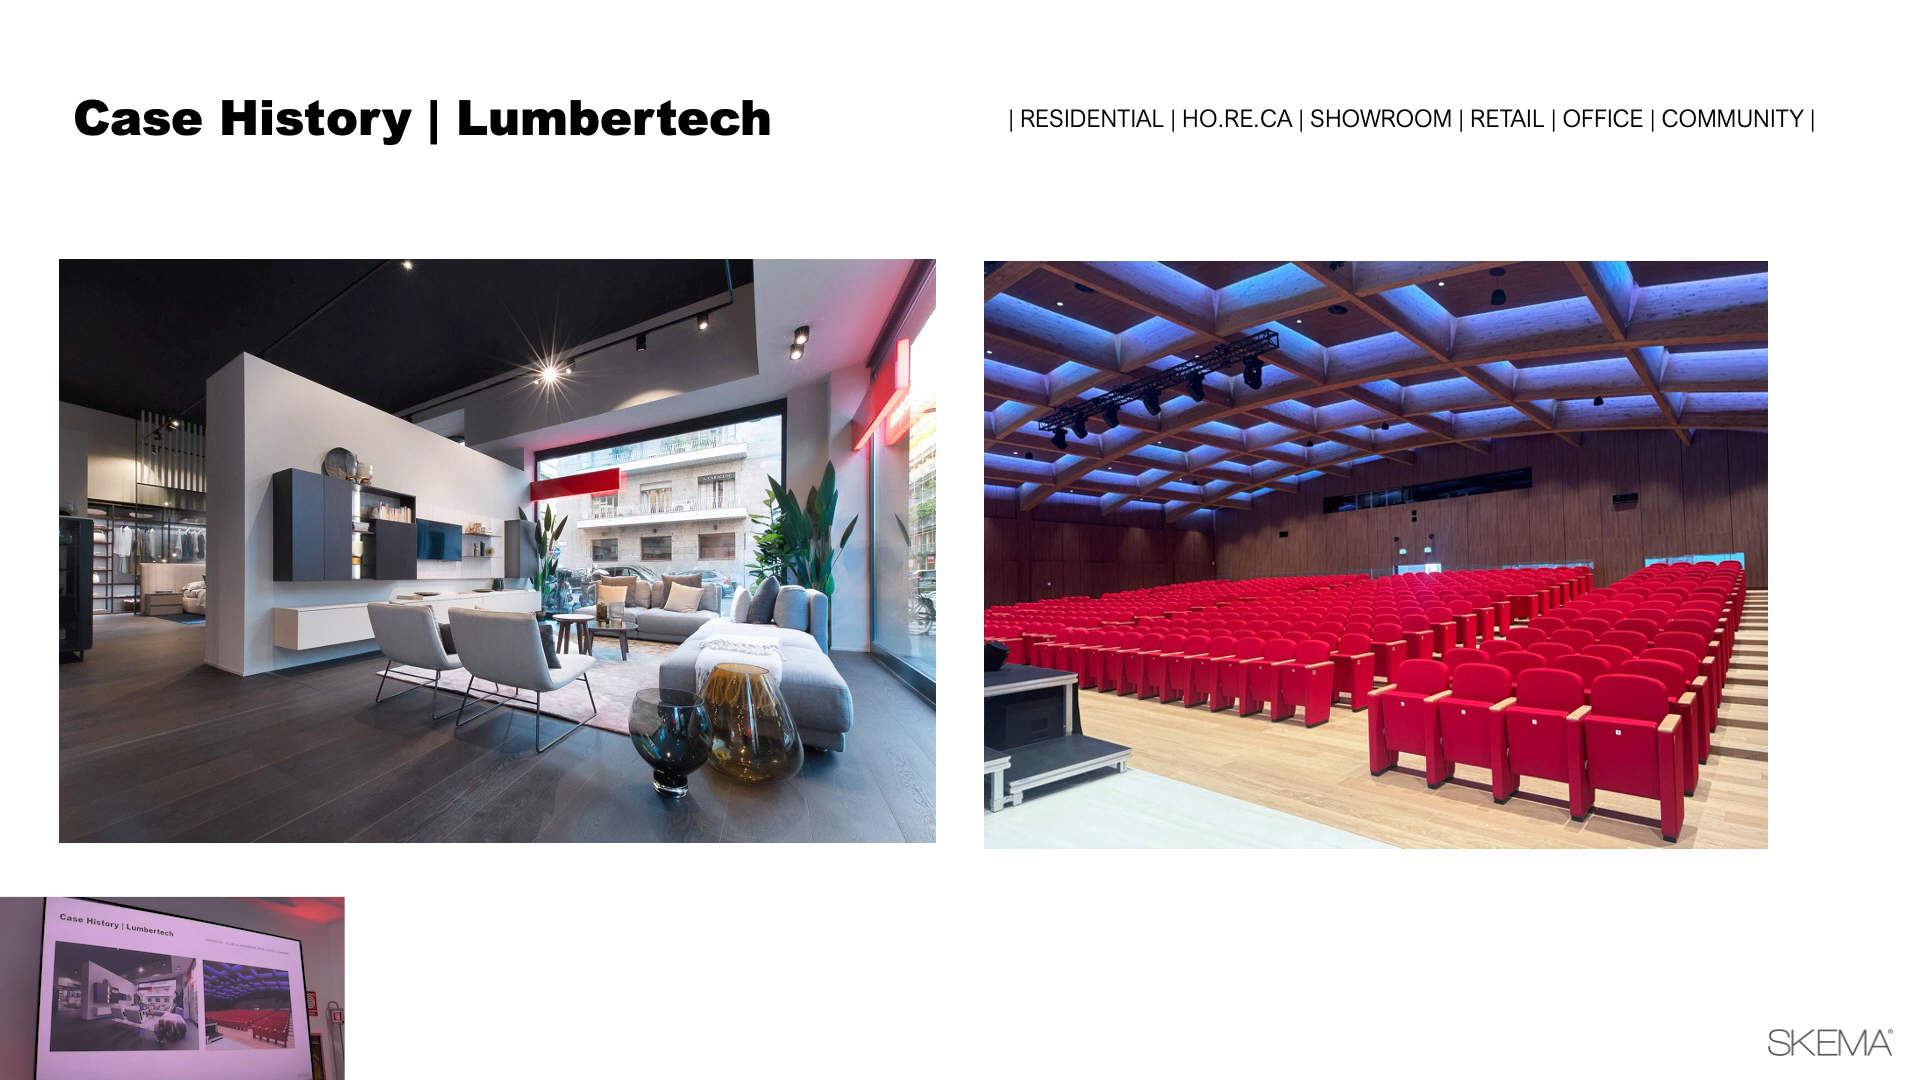 Case History | Lumbertech
| RESIDENTIAL | HO.RE.CA | SHOWROOM | RETAIL | OFFICE | COMMUNITY |
Case History | Lumbertech
SKEMA®